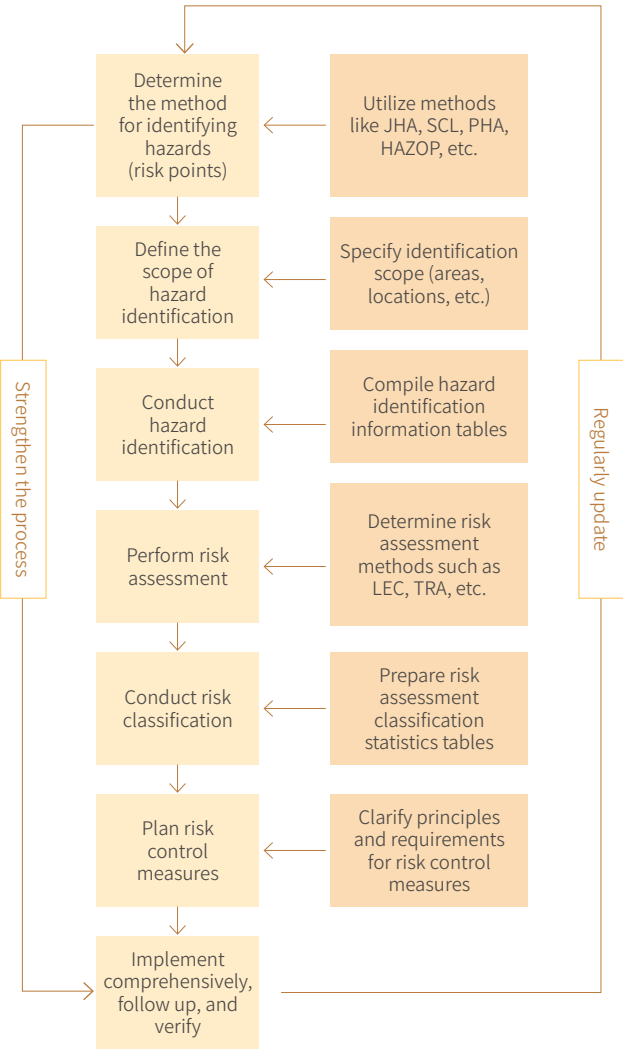 Determine
the method
for identifying
hazards
(risk points)
Utilize methods
like JHA, SCL, PHA,
HAZOP, etc.
Define the
scope of
hazard
identification
Specify identification
scope (areas,
locations, etc.)
Strengthen the process
Conduct
hazard
identification
Compile hazard
identification
information tables
Regularly update
Perform risk
assessment
Determine risk
assessment
methods such as
LEC, TRA, etc.
Conduct risk
classification
Prepare risk
assessment
classification
statistics tables
Plan risk
control
measures
Clarify principles
and requirements
for risk control
measures
Implement
comprehensively,
follow up, and
verify